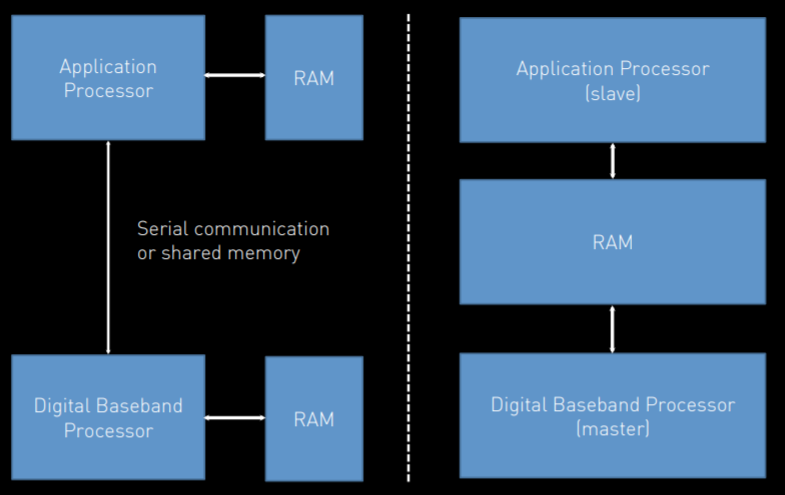 Application
Processor
RAM
Serial communication
or shared memory
Digital Baseband
Processor
RAM
Application Processor
(slave)
RAM
Digital Baseband Processor
(master)